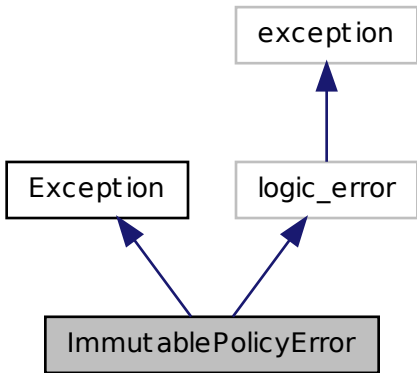 exception
Exception
logic_error
ImmutablePolicyError